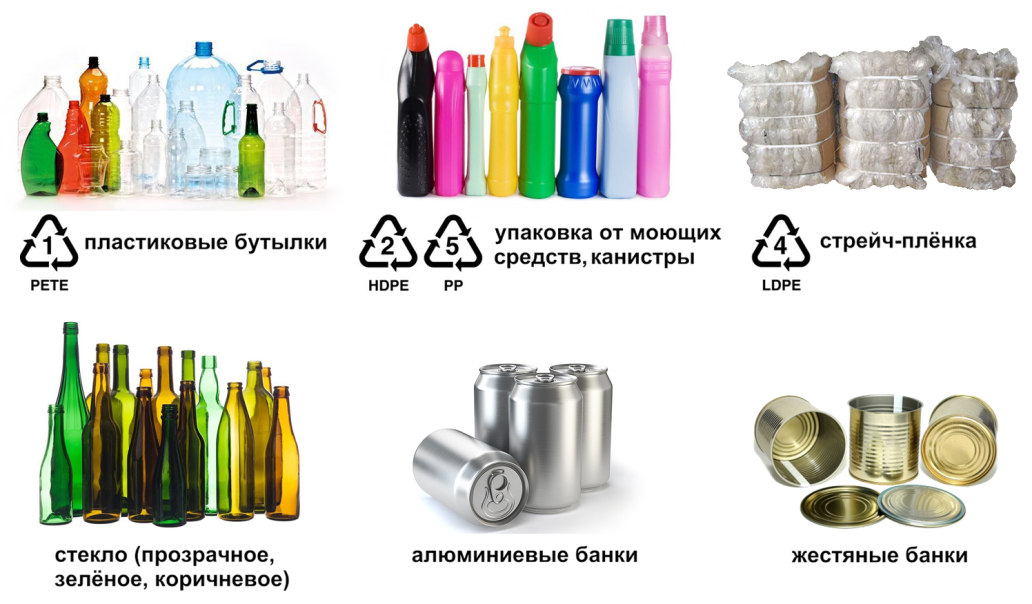 1
PETE
пластиковые бутылки
2
HDPE
5
PP
упаковка от моющих
средств, канистры
4
LDPE
стрейч-плёнка
стекло (прозрачное,
зелёное, коричневое)
алюминиевые банки
жестяные банки